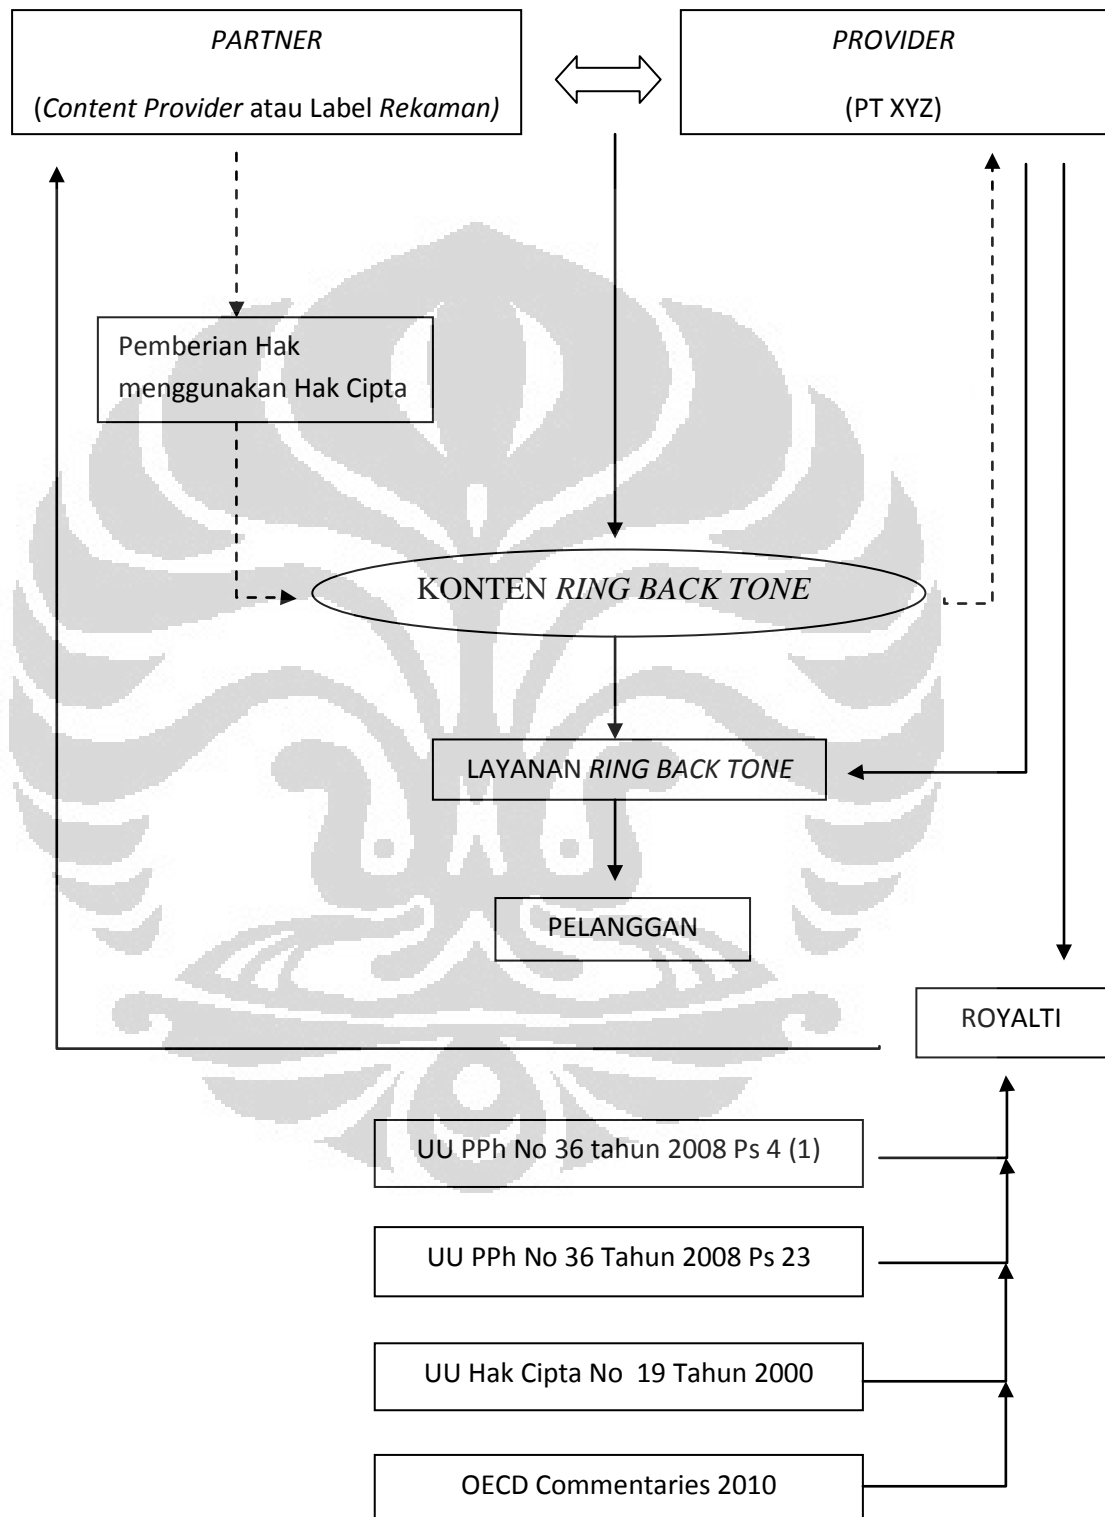 PARTNER
(Content Provider atau Label Rekaman)
PROVIDER
(PT XYZ)
Pemberian Hak
menggunakan Hak Cipta
KONTEN RING BACK TONE
LAYANAN RING BACK TONE
PELANGGAN
ROYALTI
UU PPh No 36 tahun 2008 Ps 4 (1)
UU PPh No 36 Tahun 2008 Ps 23
UU Hak Cipta No  19 Tahun 2000
OECD Commentaries 2010